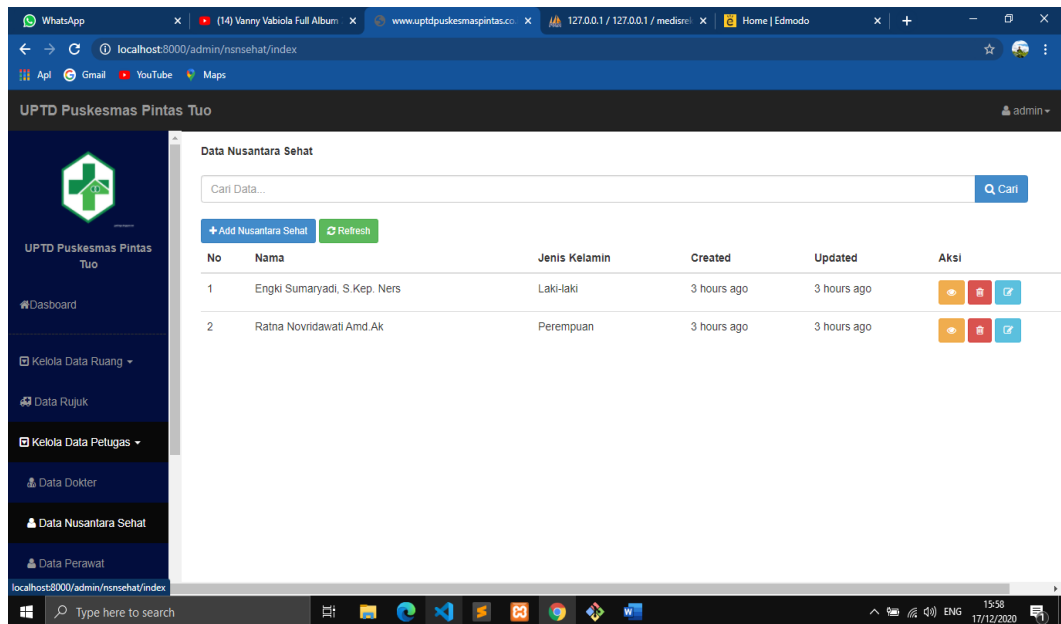 WhatsApp
(14) Vanny Vabiola Full Album
www.uptdpuskesmaspintas.co.
127.0.0.1 / 127.0.0.1 / medisrek
Home | Edmodo
localhost:8000/admin/nsnsehat/index
Apl Gmail YouTube Maps
UPTD Puskesmas Pintas Tuo
admin
UPTD Puskesmas Pintas
Tuo
Dasboard
Kelola Data Ruang
Data Rujuk
Kelola Data Petugas
Data Dokter
Data Nusantara Sehat
Data Perawat
Data Nusantara Sehat
Cari Data...
Cari
Add Nusantara Sehat Refresh
No Nama Jenis Kelamin Created Updated Aksi
1 Engki Sumaryadi, S.Kep. Ners Laki-laki 3 hours ago 3 hours ago
2 Ratna Novridawati Amd.Ak Perempuan 3 hours ago 3 hours ago
localhost:8000/admin/nsnsehat/index
Type here to search
ENG
15:58
17/12/2020